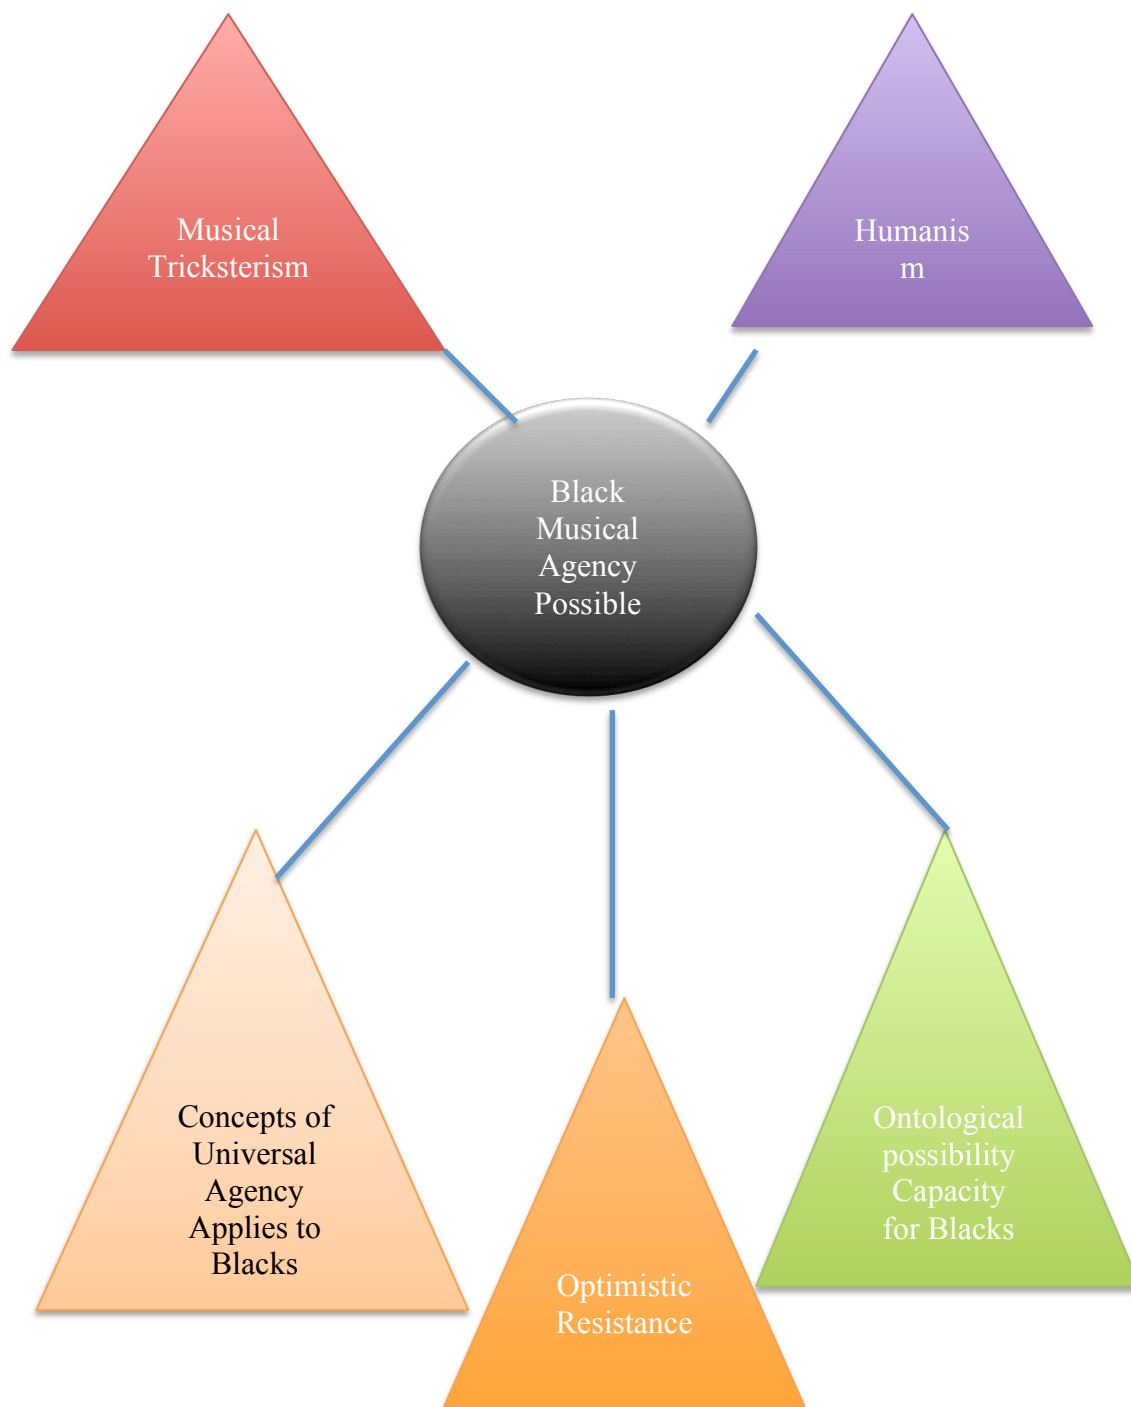 Musical
Tricksterism
Humanis
m
Black
Musical
Agency
Possible
Concepts of
Universal
Agency
Applies to
Blacks
Optimistic
Resistance
Ontological
possibility
Capacity
for Blacks